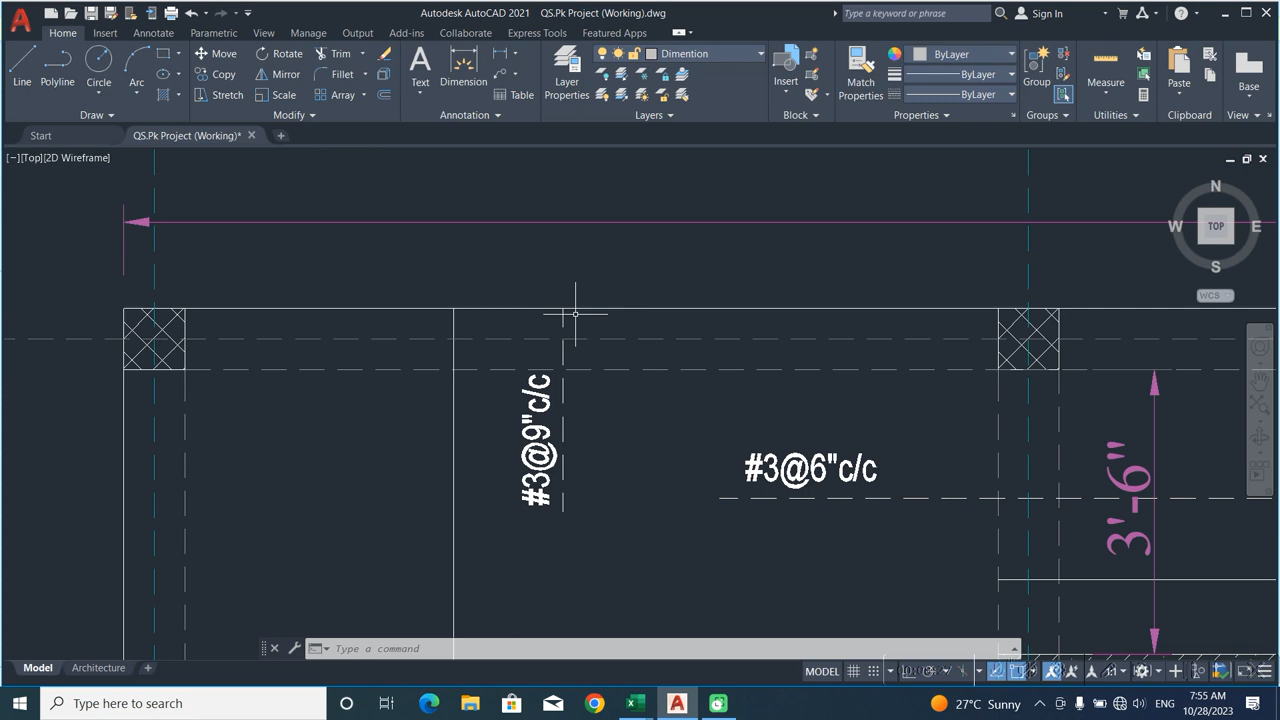 Autodesk AutoCAD 2021 QS.Pk Project (Working).dwg
Type a keyword or phrase
Sign In
Home Insert Annotate Parametric View Manage Output Add-ins Collaborate Express Tools Featured Apps
Line
Polyline
Circle
Arc
Draw
Move
Rotate
Trim
Copy
Mirror
Fillet
Stretch
Scale
Array
Modify
Text
Dimension
Table
Annotation
Layer
Properties
Dimention
Layers
Insert
Block
Match
Properties
ByLayer
ByLayer
ByLayer
Properties
Group
Groups
Measure
Utilities
Paste
Clipboard
Base
View
Start
QS.Pk Project (Working)*
[−][Top][2D Wireframe]
N
W
TOP
E
S
WCS
#3@9"c/c
#3@6"c/c
3'-6"
Type a command
Model
Architecture
MODEL
1:1
Type here to search
27°C Sunny
ENG
7:55 AM
10/28/2023